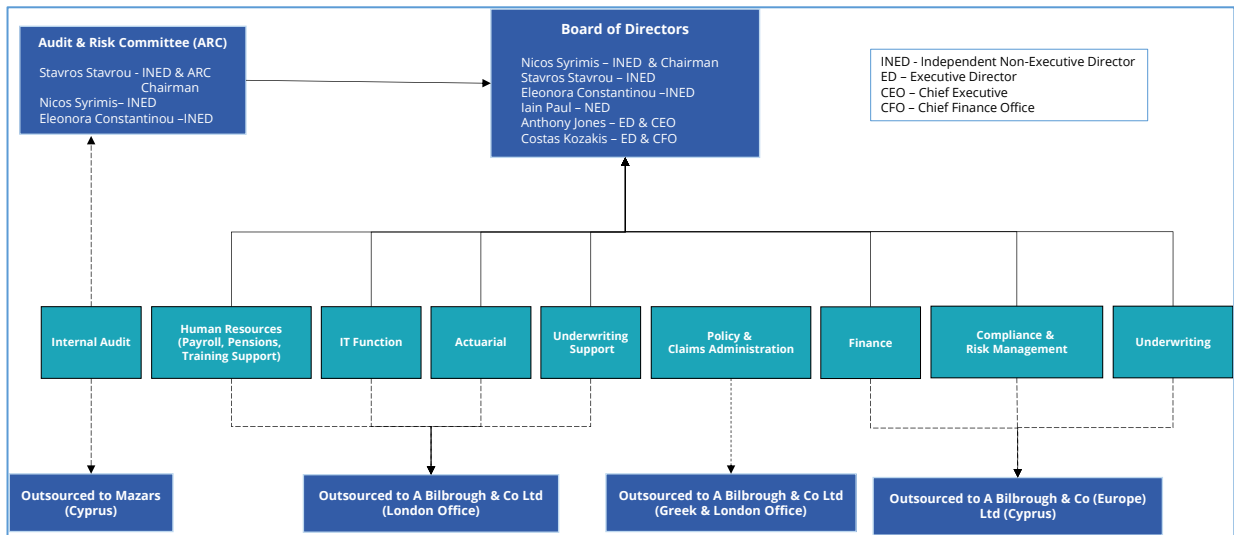 Audit & Risk Committee (ARC)
Stavros Stavrou - INED & ARC
Chairman
Nicos Syrimis– INED
Eleonora Constantinou –INED
Board of Directors
Nicos Syrimis – INED & Chairman
Stavros Stavrou – INED
Eleonora Constantinou –INED
Iain Paul – NED
Anthony Jones – ED & CEO
Costas Kozakis – ED & CFO
INED - Independent Non-Executive Director
ED – Executive Director
CEO – Chief Executive
CFO – Chief Finance Office
Internal Audit
Human Resources
(Payroll, Pensions,
Training Support)
IT Function
Actuarial
Underwriting
Support
Policy &
Claims Administration
Finance
Compliance &
Risk Management
Underwriting
Outsourced to Mazars
(Cyprus)
Outsourced to A Bilbrough & Co Ltd
(London Office)
Outsourced to A Bilbrough & Co Ltd
(Greek & London Office)
Outsourced to A Bilbrough & Co (Europe)
Ltd (Cyprus)